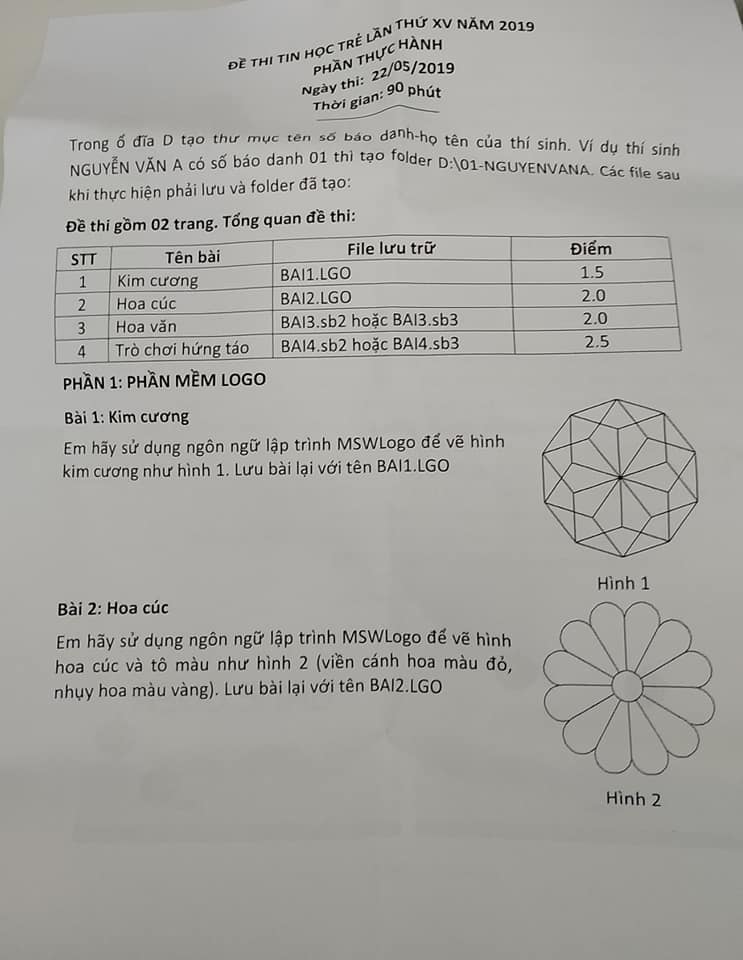 ĐỀ THI TIN HỌC TRẺ LẦN THỨ XV NĂM 2019
PHẦN THỰC HÀNH
Ngày thi: 22/05/2019
Thời gian: 90 phút
Trong ổ đĩa D tạo thư mục tên số báo danh-họ tên của thí sinh. Ví dụ thí sinh
NGUYỄN VĂN A có số báo danh 01 thì tạo folder D:\01-NGUYENVANA. Các file sau
khi thực hiện phải lưu và folder đã tạo:
Đề thi gồm 02 trang. Tổng quan đề thi:
STT Tên bài File lưu trữ Điểm
1 Kim cương BAI1.LGO 1.5
2 Hoa cúc BAI2.LGO 2.0
3 Hoa văn BAI3.sb2 hoặc BAI3.sb3 2.0
4 Trò chơi hứng táo BAI4.sb2 hoặc BAI4.sb3 2.5
PHẦN 1: PHẦN MỀM LOGO
Bài 1: Kim cương
Em hãy sử dụng ngôn ngữ lập trình MSWLogo để vẽ hình
kim cương như hình 1. Lưu bài lại với tên BAI1.LGO
Hình 1
Bài 2: Hoa cúc
Em hãy sử dụng ngôn ngữ lập trình MSWLogo để vẽ hình
hoa cúc và tô màu như hình 2 (viền cánh hoa màu đỏ,
nhụy hoa màu vàng). Lưu bài lại với tên BAI2.LGO
Hình 2